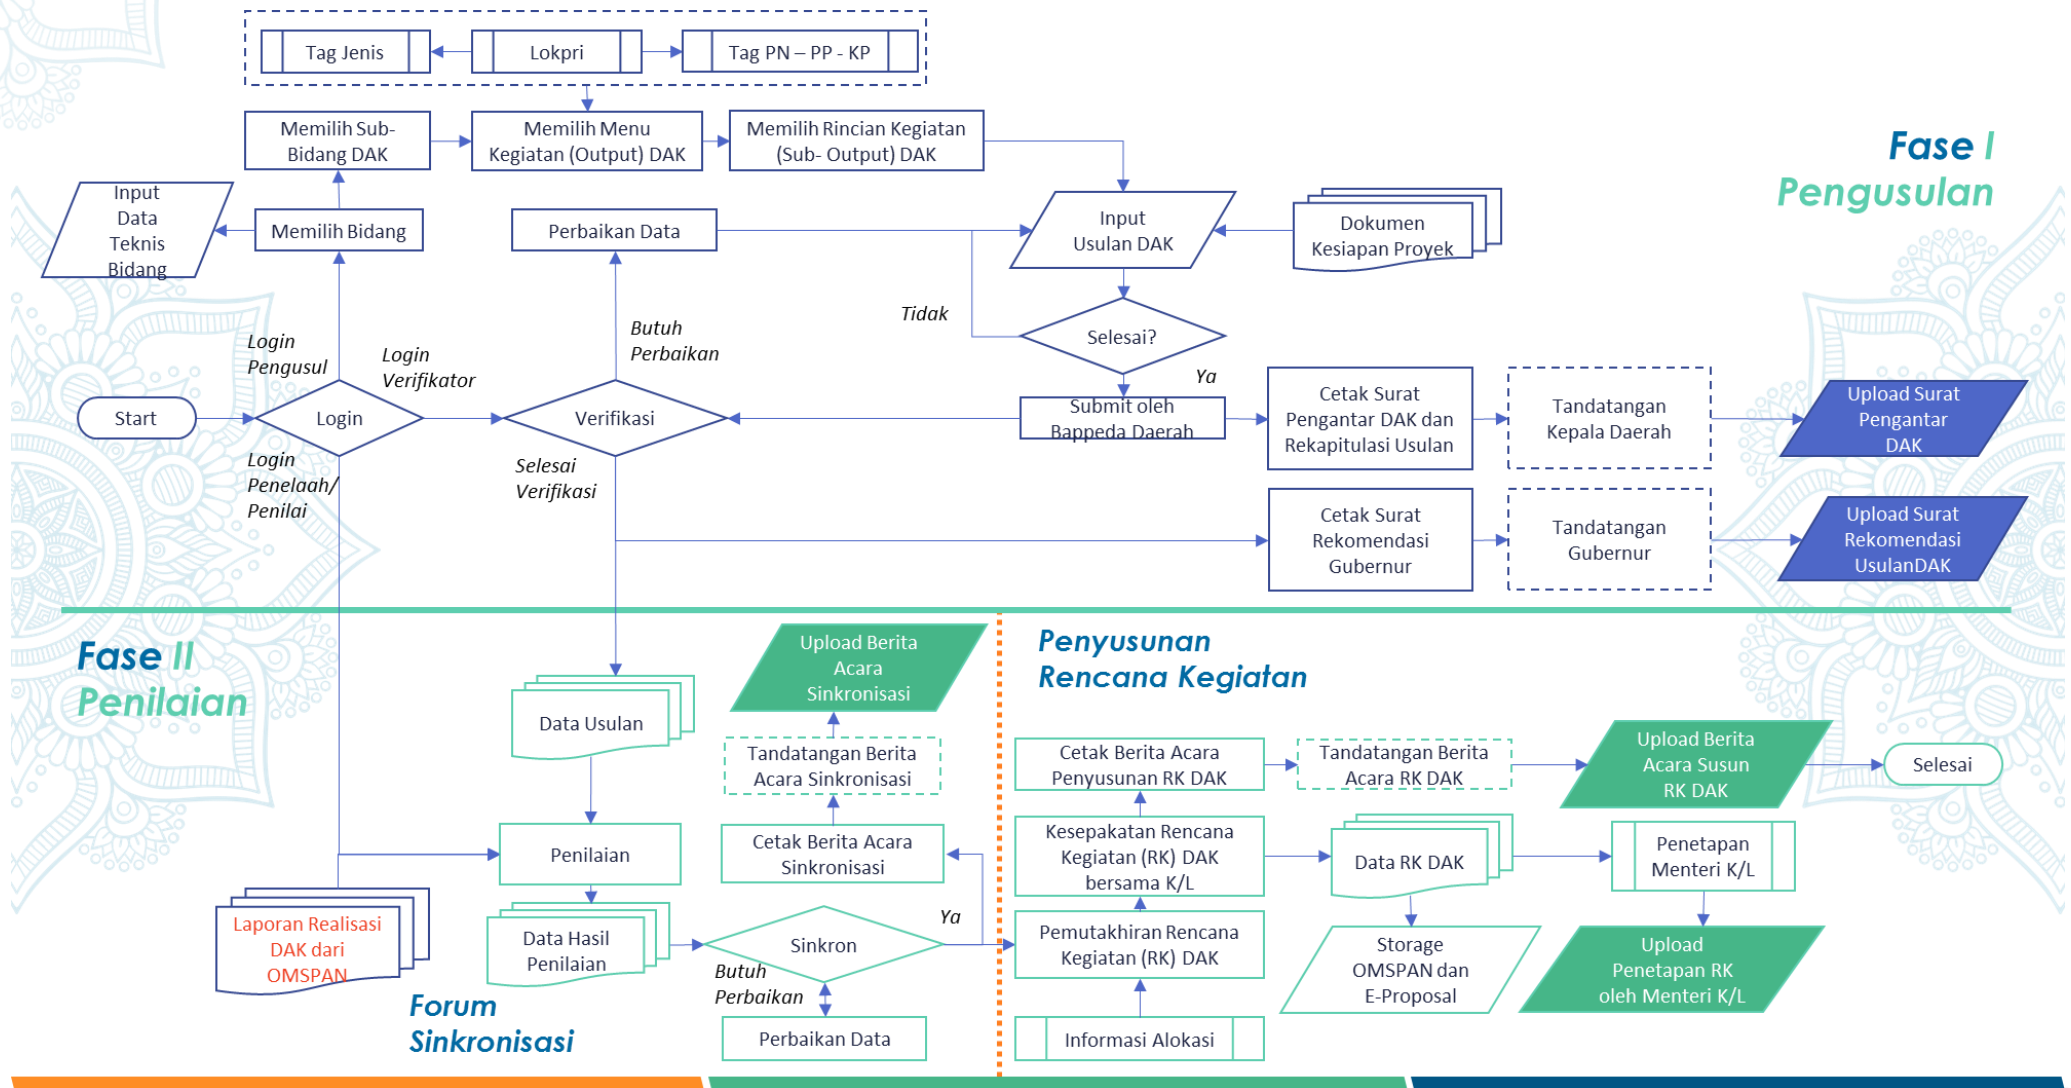 Tag Jenis
Lokpri
Tag PN – PP - KP
Memilih Sub-
Bidang DAK
Memilih Menu
Kegiatan (Output) DAK
Memilih Rincian Kegiatan
(Sub- Output) DAK
Fase I
Pengusulan
Input
Data
Teknis
Bidang
Memilih Bidang
Perbaikan Data
Input
Usulan DAK
Dokumen
Kesiapan Proyek
Tidak
Selesai?
Login
Pengusul
Login
Verifikator
Butuh
Perbaikan
Ya
Start
Login
Verifikasi
Submit oleh
Bappeda Daerah
Cetak Surat
Pengantar DAK dan
Rekapitulasi Usulan
Tandatangan
Kepala Daerah
Upload Surat
Pengantar
DAK
Login
Penelaah/
Penilai
Selesai
Verifikasi
Cetak Surat
Rekomendasi
Gubernur
Tandatangan
Gubernur
Upload Surat
Rekomendasi
UsulanDAK
Fase II
Penilaian
Upload Berita
Acara
Sinkronisasi
Penyusunan
Rencana Kegiatan
Data Usulan
Tandatangan Berita
Acara Sinkronisasi
Cetak Berita Acara
Penyusunan RK DAK
Tandatangan Berita
Acara RK DAK
Upload Berita
Acara Susun
RK DAK
Selesai
Penilaian
Cetak Berita Acara
Sinkronisasi
Kesepakatan Rencana
Kegiatan (RK) DAK
bersama K/L
Data RK DAK
Penetapan
Menteri K/L
Laporan Realisasi
DAK dari
OMSPAN
Data Hasil
Penilaian
Sinkron
Ya
Butuh
Perbaikan
Pemutakhiran Rencana
Kegiatan (RK) DAK
Storage
OMSPAN dan
E-Proposal
Upload
Penetapan RK
oleh Menteri K/L
Forum
Sinkronisasi
Perbaikan Data
Informasi Alokasi